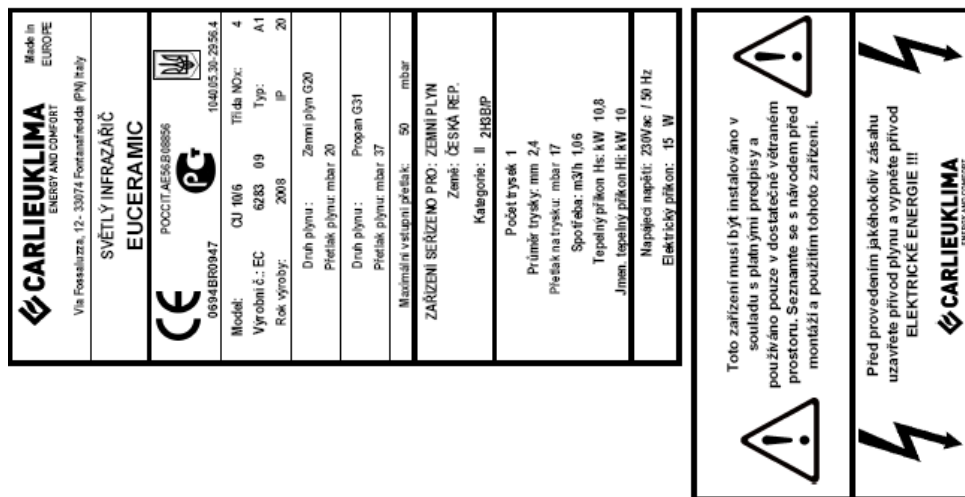 CARLIEUKLIMA
ENERGY AND COMFORT
Made in
EUROPE
Via Fossaluzza, 12 - 33074 Fontanafredda (PN) Italy
SVĚTLÝ INFRAZÁŘIČ
EUCERAMIC
0694BR0947
POCCIT.AE56.B08856
1040.05.30-2956.4
Model: CU 10/6 Třída NOx: 4
Výrobní č.: EC 6283 09 Typ: A1
Rok výroby: 2008 IP 20
Druh plynu: Zemní plyn G20
Přetlak plynu: mbar 20
Druh plynu: Propan G31
Přetlak plynu: mbar 37
Maximální vstupní přetlak: 50 mbar
ZAŘÍZENÍ SEŘÍZENO PRO: ZEMNÍ PLYN
Země: ČESKÁ REP.
Kategorie: II 2H3B/P
Počet trysek 1
Průměr trysky: mm 2,4
Přetlak na trysku: mbar 17
Spotřeba: m3/h 1,06
Tepelný příkon Hs: kW 10,8
Jmen. tepelný příkon Hi: kW 10
Napájecí napětí: 230Vac / 50 Hz
Elektrický příkon: 15 W
Toto zařízení musí být instalováno v
souladu s platnými předpisy a
používáno pouze v dostatečně větraném
prostoru. Seznamte se s návodem před
montáží a použitím tohoto zařízení.
Před provedením jakéhokoliv zásahu
uzavřete přívod plynu a vypněte přívod
ELEKTRICKÉ ENERGIE !!!
CARLIEUKLIMA
ENERGY AND COMFORT